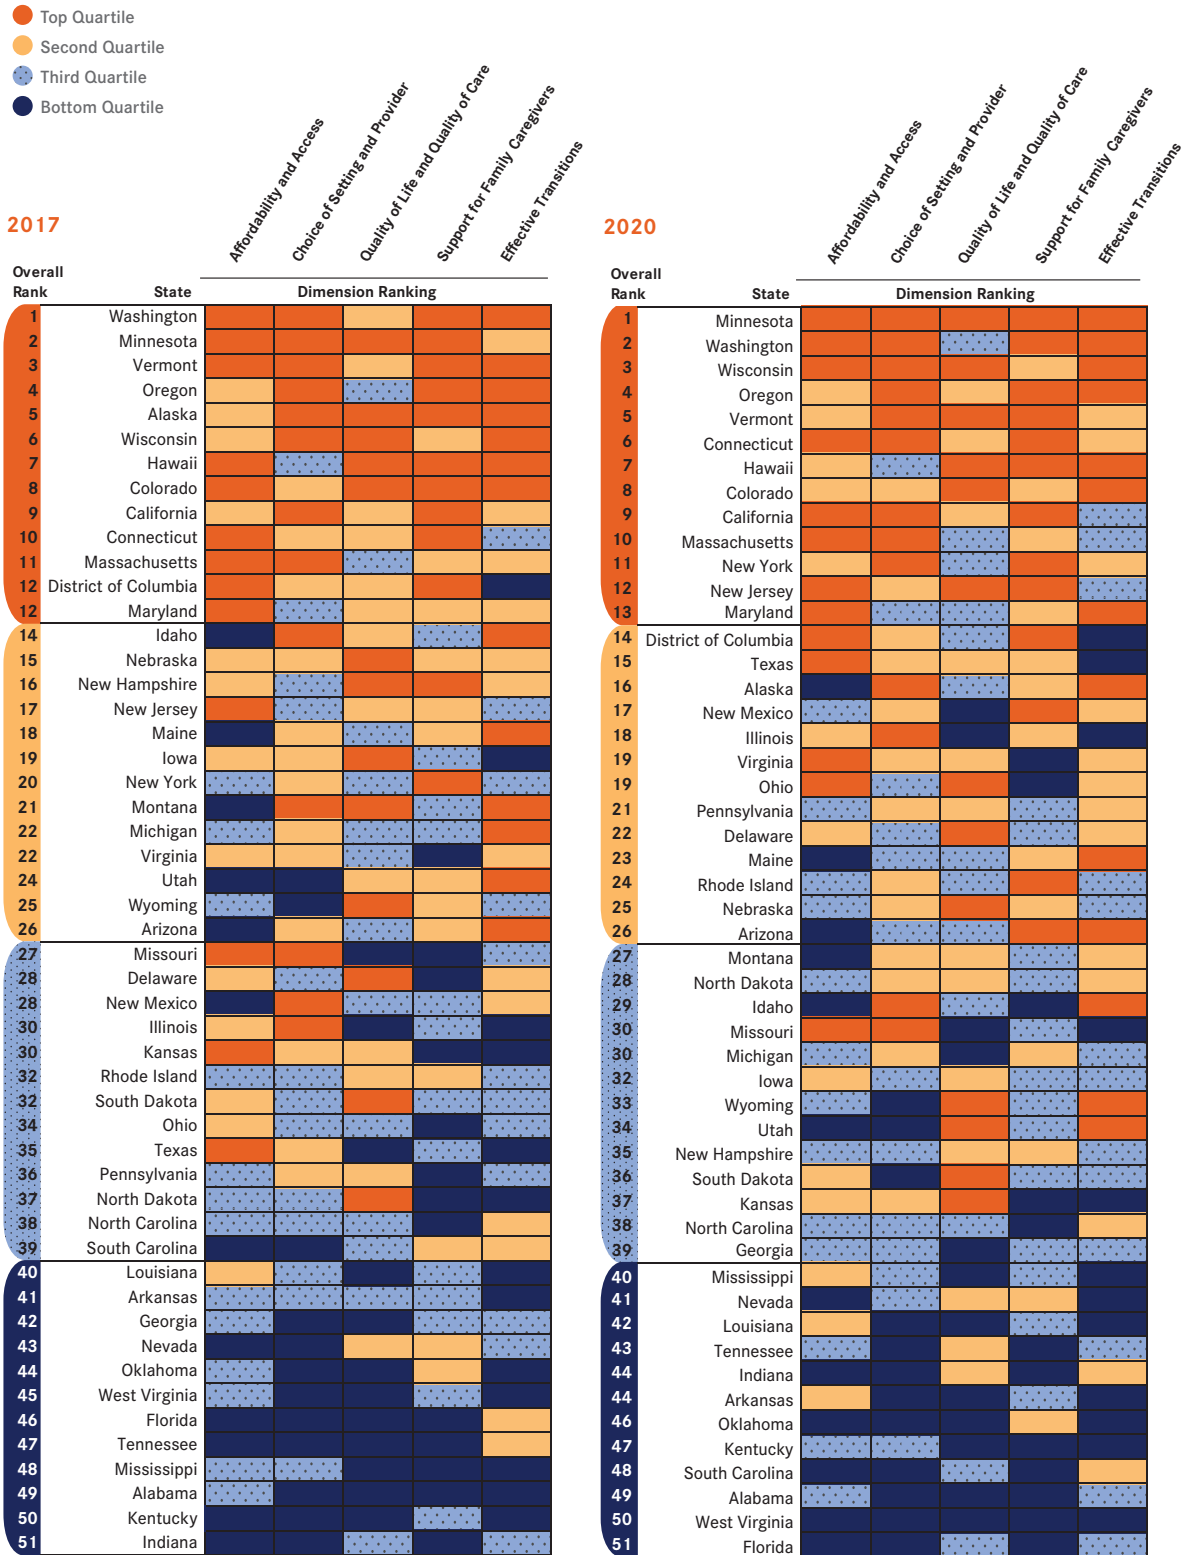 Top Quartile
Second Quartile
Third Quartile
Bottom Quartile
2017
Affordability and Access
Choice of Setting and Provider
Quality of Life and Quality of Care
Support for Family Caregivers
Effective Transitions
Overall
Rank State Dimension Ranking
1 Washington
2 Minnesota
3 Vermont
4 Oregon
5 Alaska
6 Wisconsin
7 Hawaii
8 Colorado
9 California
10 Connecticut
11 Massachusetts
12 District of Columbia
12 Maryland
14 Idaho
15 Nebraska
16 New Hampshire
17 New Jersey
18 Maine
19 Iowa
20 New York
21 Montana
22 Michigan
22 Virginia
24 Utah
25 Wyoming
26 Arizona
27 Missouri
28 Delaware
28 New Mexico
30 Illinois
30 Kansas
32 Rhode Island
32 South Dakota
34 Ohio
35 Texas
36 Pennsylvania
37 North Dakota
38 North Carolina
39 South Carolina
40 Louisiana
41 Arkansas
42 Georgia
43 Nevada
44 Oklahoma
45 West Virginia
46 Florida
47 Tennessee
48 Mississippi
49 Alabama
50 Kentucky
51 Indiana
2020
Affordability and Access
Choice of Setting and Provider
Quality of Life and Quality of Care
Support for Family Caregivers
Effective Transitions
Overall
Rank State Dimension Ranking
1 Minnesota
2 Washington
3 Wisconsin
4 Oregon
5 Vermont
6 Connecticut
7 Hawaii
8 Colorado
9 California
10 Massachusetts
11 New York
12 New Jersey
13 Maryland
14 District of Columbia
15 Texas
16 Alaska
17 New Mexico
18 Illinois
19 Virginia
19 Ohio
21 Pennsylvania
22 Delaware
23 Maine
24 Rhode Island
25 Nebraska
26 Arizona
27 Montana
28 North Dakota
29 Idaho
30 Missouri
30 Michigan
32 Iowa
33 Wyoming
34 Utah
35 New Hampshire
36 South Dakota
37 Kansas
38 North Carolina
39 Georgia
40 Mississippi
41 Nevada
42 Louisiana
43 Tennessee
44 Indiana
44 Arkansas
46 Oklahoma
47 Kentucky
48 South Carolina
49 Alabama
50 West Virginia
51 Florida